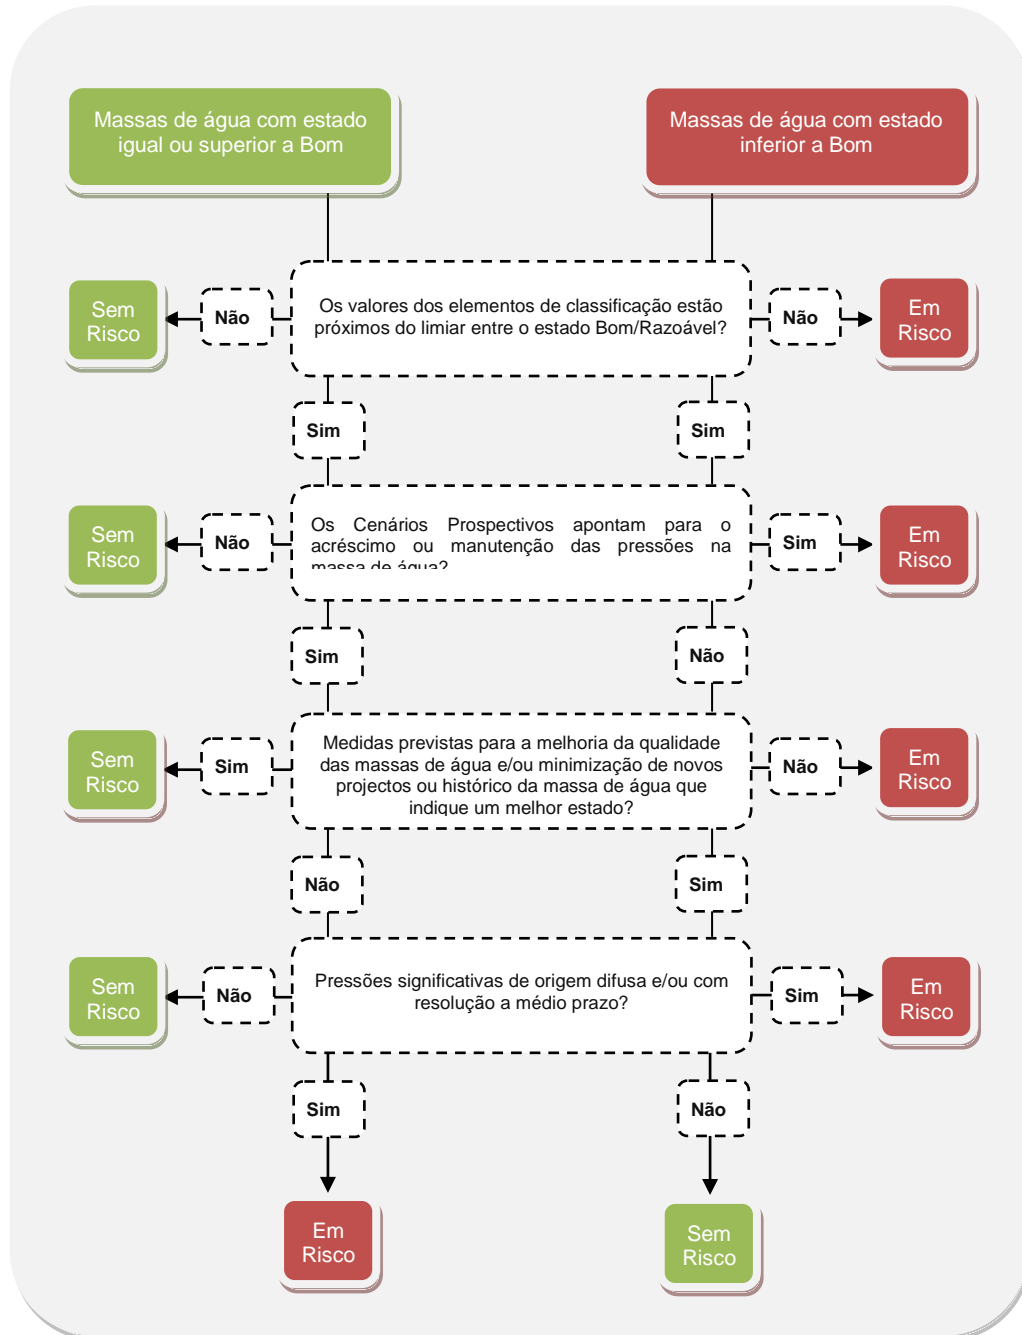 Massas de água com estado
igual ou superior a Bom
Massas de água com estado
inferior a Bom
Os valores dos elementos de classificação estão
próximos do limiar entre o estado Bom/Razoável?
Sem
Risco
Não
Não
Em
Risco
Sim
Sim
Os Cenários Prospectivos apontam para o
acréscimo ou manutenção das pressões na
massa de água?
Sem
Risco
Não
Sim
Em
Risco
Sim
Não
Medidas previstas para a melhoria da qualidade
das massas de água e/ou minimização de novos
projectos ou histórico da massa de água que
indique um melhor estado?
Sem
Risco
Sim
Não
Em
Risco
Não
Sim
Pressões significativas de origem difusa e/ou com
resolução a médio prazo?
Sem
Risco
Não
Sim
Em
Risco
Sim
Não
Em
Risco
Sem
Risco